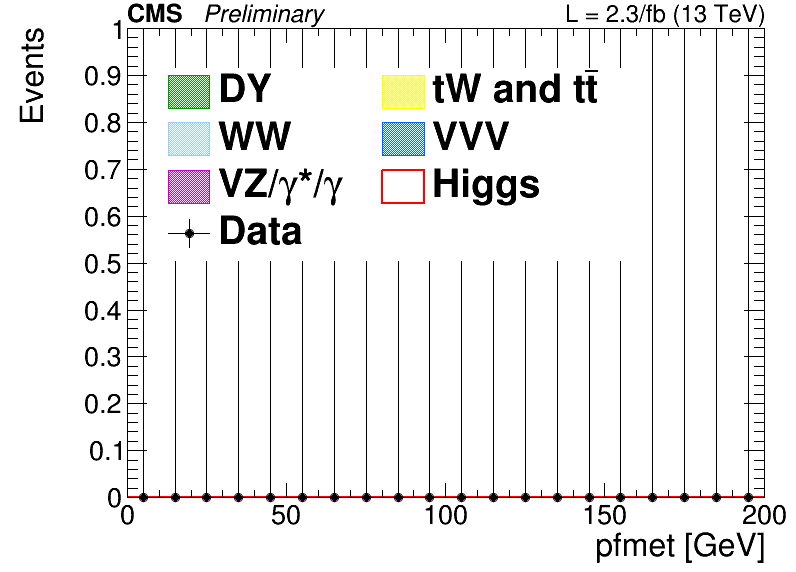 CMS Preliminary L = 2.3/fb (13 TeV)
Events
1
0.9
0.8
0.7
0.6
0.5
0.4
0.3
0.2
0.1
0
DY tW and tt̄
WW VVV
VZ/γ*/γ Higgs
Data
0 50 100 150 200
pfmet [GeV]